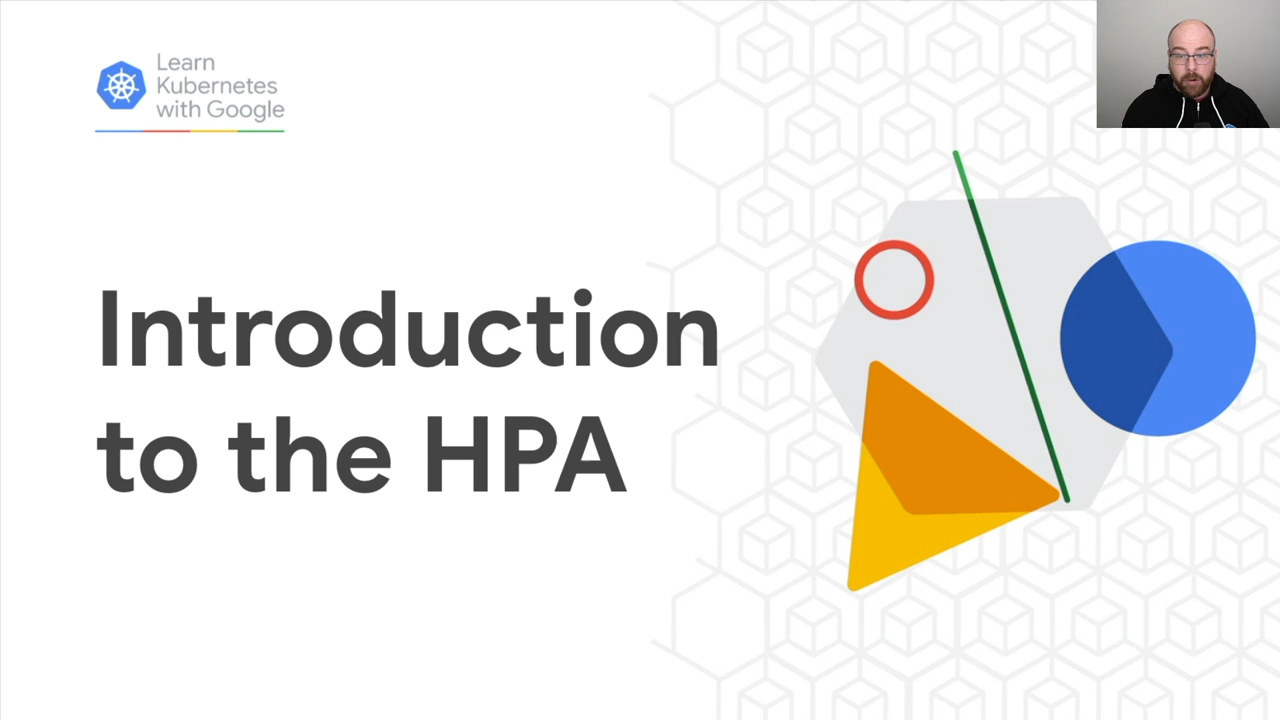 Learn
Kubernetes
with Google
Introduction
to the HPA